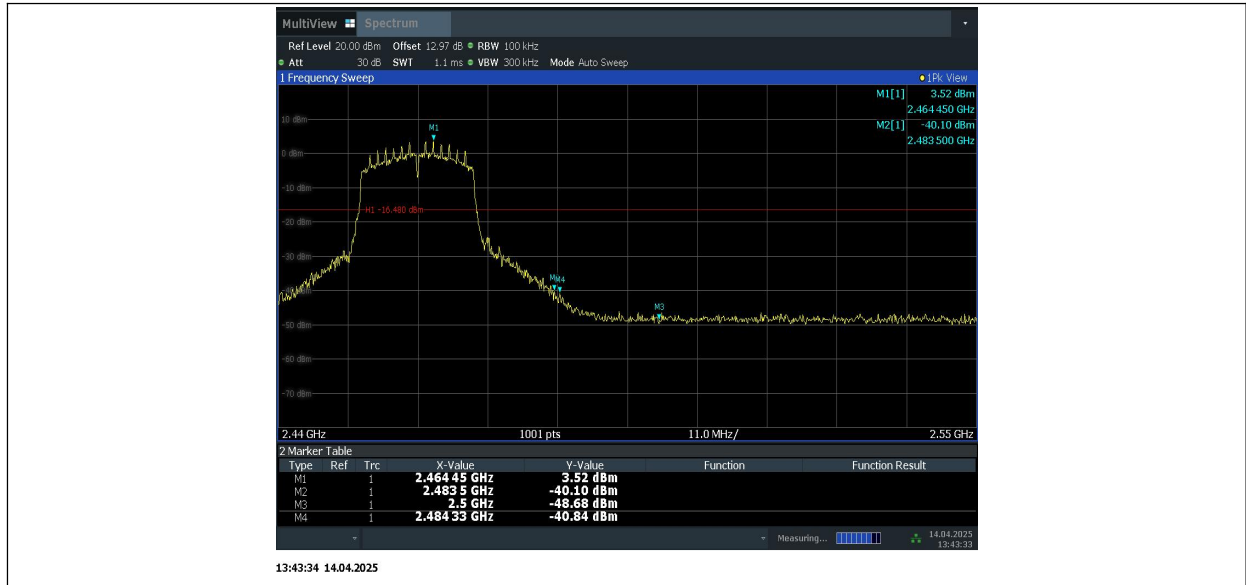 MultiView Spectrum
Ref Level 20.00 dBm Offset 12.97 dB RBW 100 kHz
Att 30 dB SWT 1.1 ms VBW 300 kHz Mode Auto Sweep
1 Frequency Sweep 1Pk View
M1[1] 3.52 dBm
2.464 450 GHz
10 dBm
M2[1] -40.10 dBm
M1
2.483 500 GHz
0 dBm
-10 dBm
H1 -16.480 dBm
-20 dBm
-30 dBm
M4
M3
-50 dBm
-60 dBm
-70 dBm
2.44 GHz 1001 pts 11.0 MHz/ 2.55 GHz
2 Marker Table
Type Ref Trc X-Value Y-Value Function Function Result
M1 1 2.464 45 GHz 3.52 dBm
M2 1 2.483 5 GHz -40.10 dBm
M3 1 2.5 GHz -48.68 dBm
M4 1 2.484 33 GHz -40.84 dBm
Measuring... 14.04.2025
13:43:33
13:43:34 14.04.2025